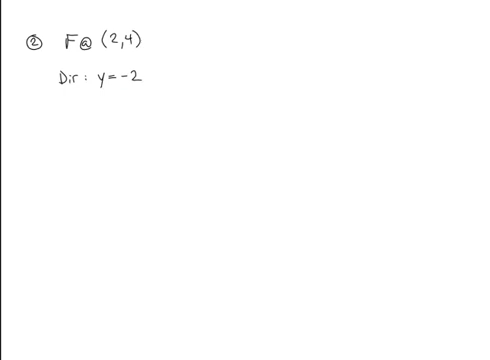 ② F@ (2,4)
Dir: y=-2